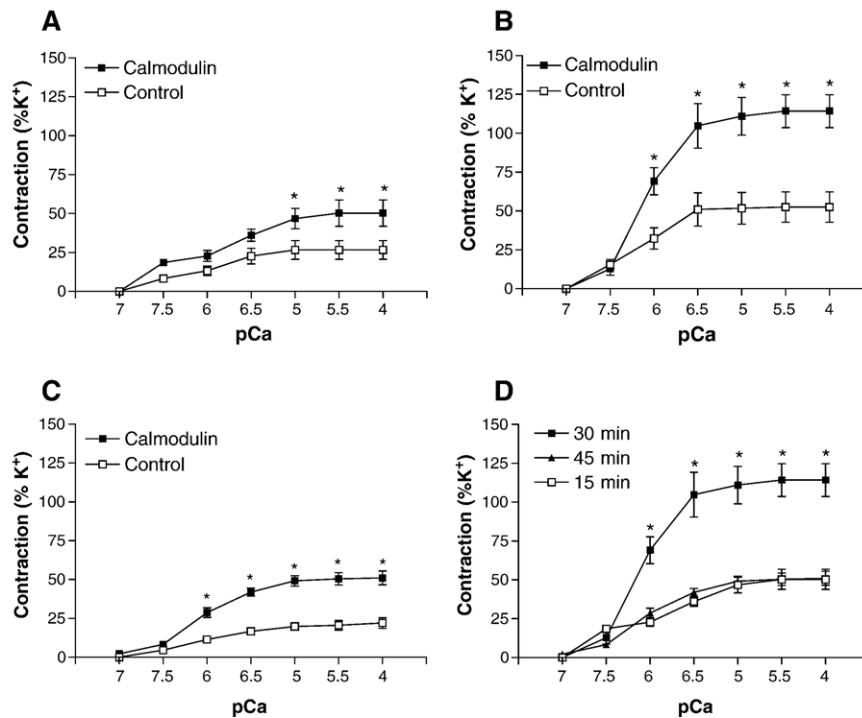 A
150
125
100
75
50
25
0
Contraction (%K⁺)
Calmodulin
Control
* * *
7 7.5 6 6.5 5 5.5 4
pCa
B
150
125
100
75
50
25
0
Contraction (% K⁺)
Calmodulin
Control
* * * * *
7 7.5 6 6.5 5 5.5 4
pCa
C
150
125
100
75
50
25
0
Contraction (% K⁺)
Calmodulin
Control
* * * * *
7 7.5 6 6.5 5 5.5 4
pCa
D
150
125
100
75
50
25
0
Contraction (%K⁺)
30 min
45 min
15 min
* * * * *
7 7.5 6 6.5 5 5.5 4
pCa